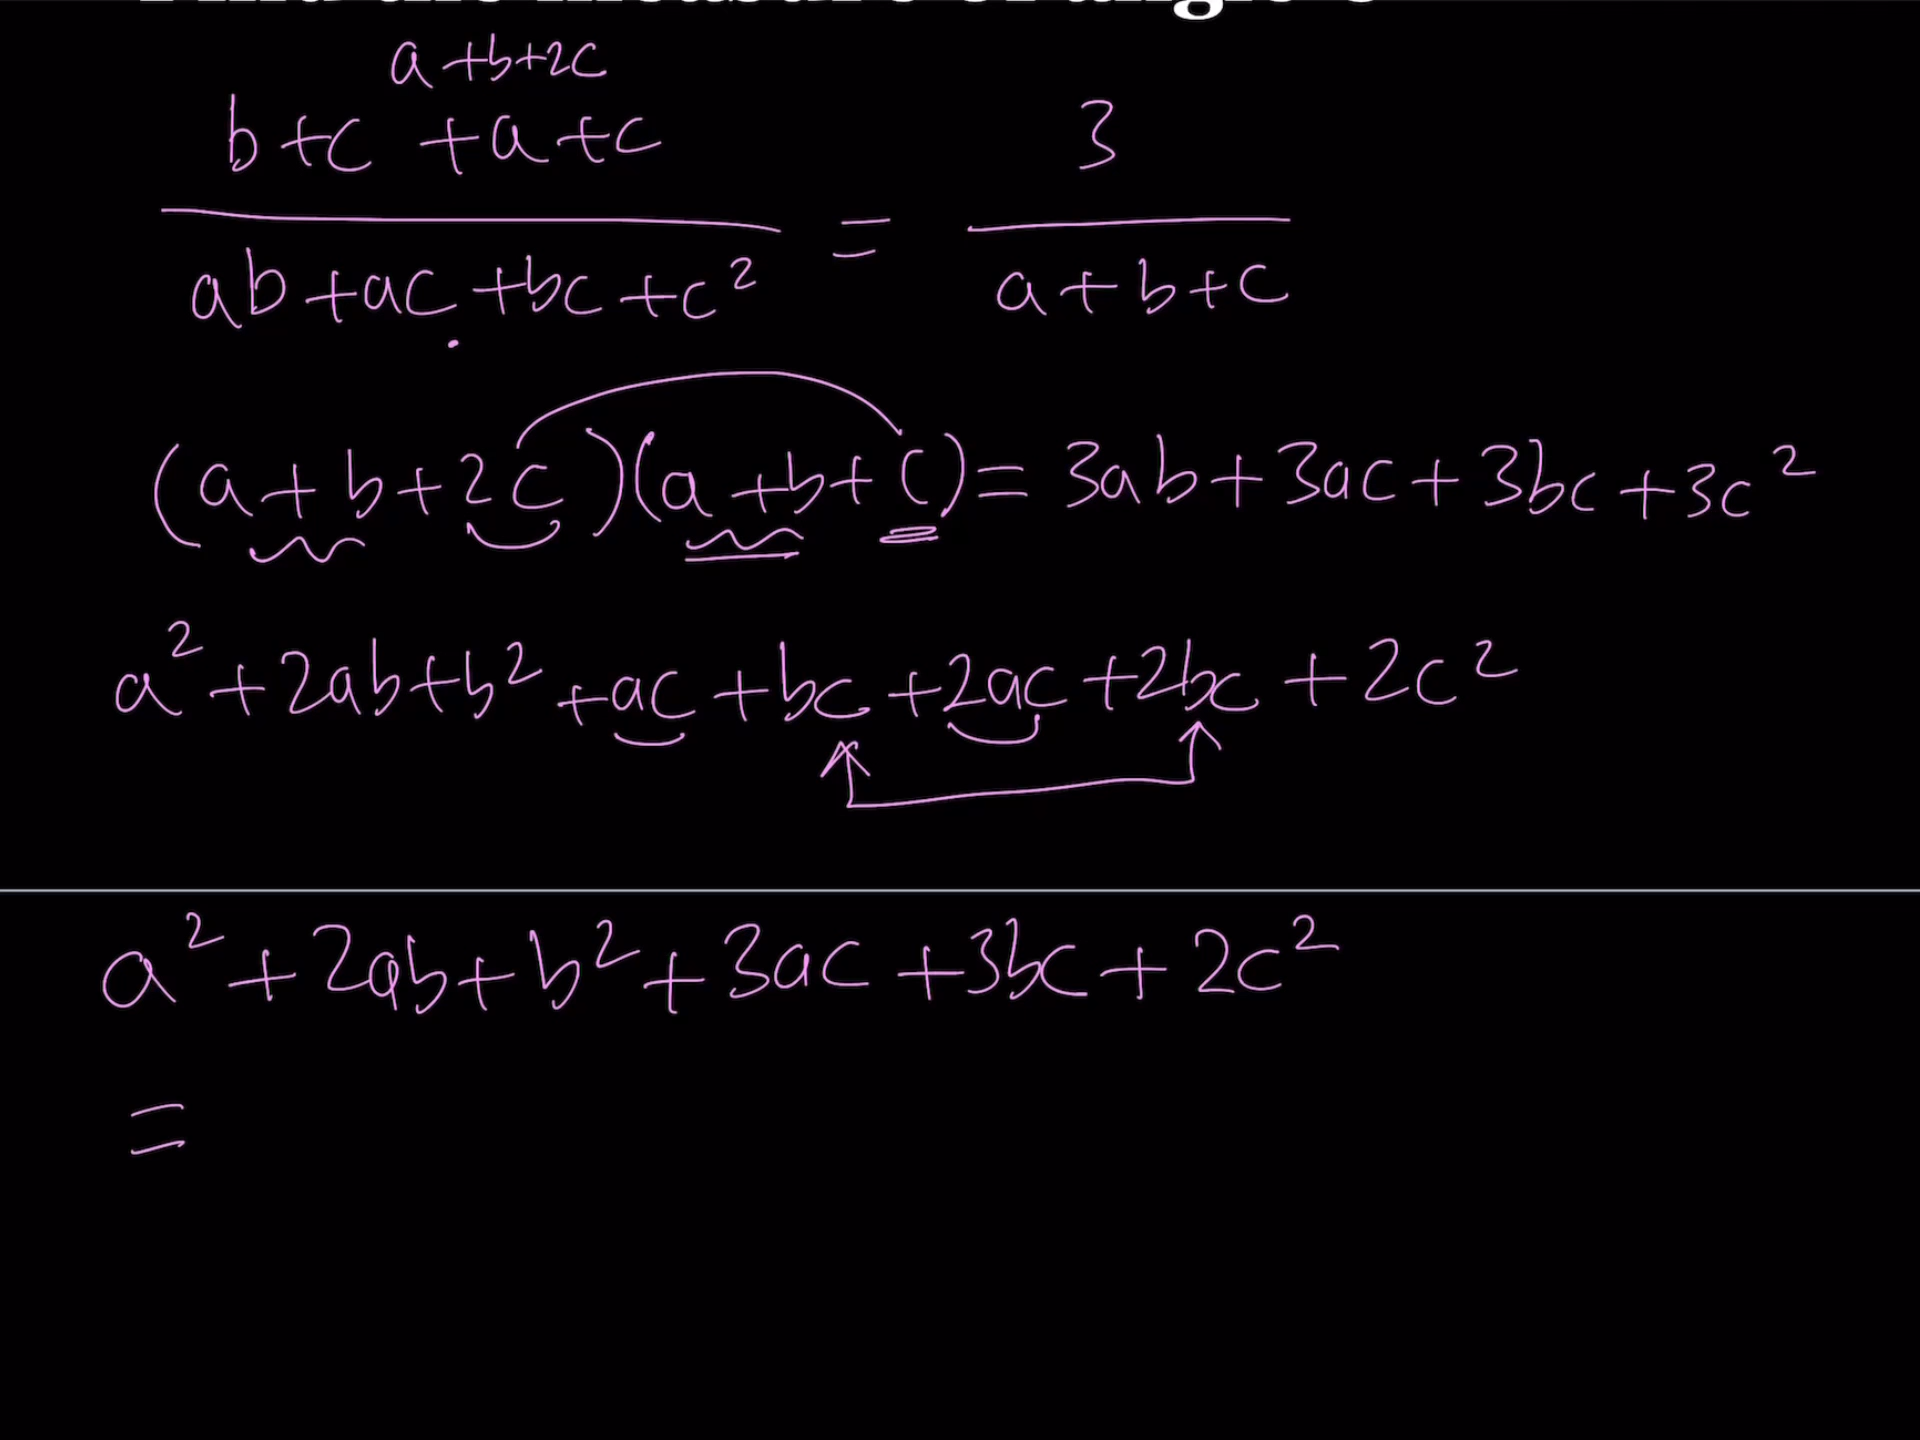 a+b+2c
b+c +a+c
ab+ac+bc+c²
=
3
a+b+c
(a+b+2c)(a+b+c)=3ab+3ac+3bc+3c²
a²+2ab+b²+ac+bc+2ac+2bc+2c²
a²+2ab+b²+3ac+3bc+2c²
=